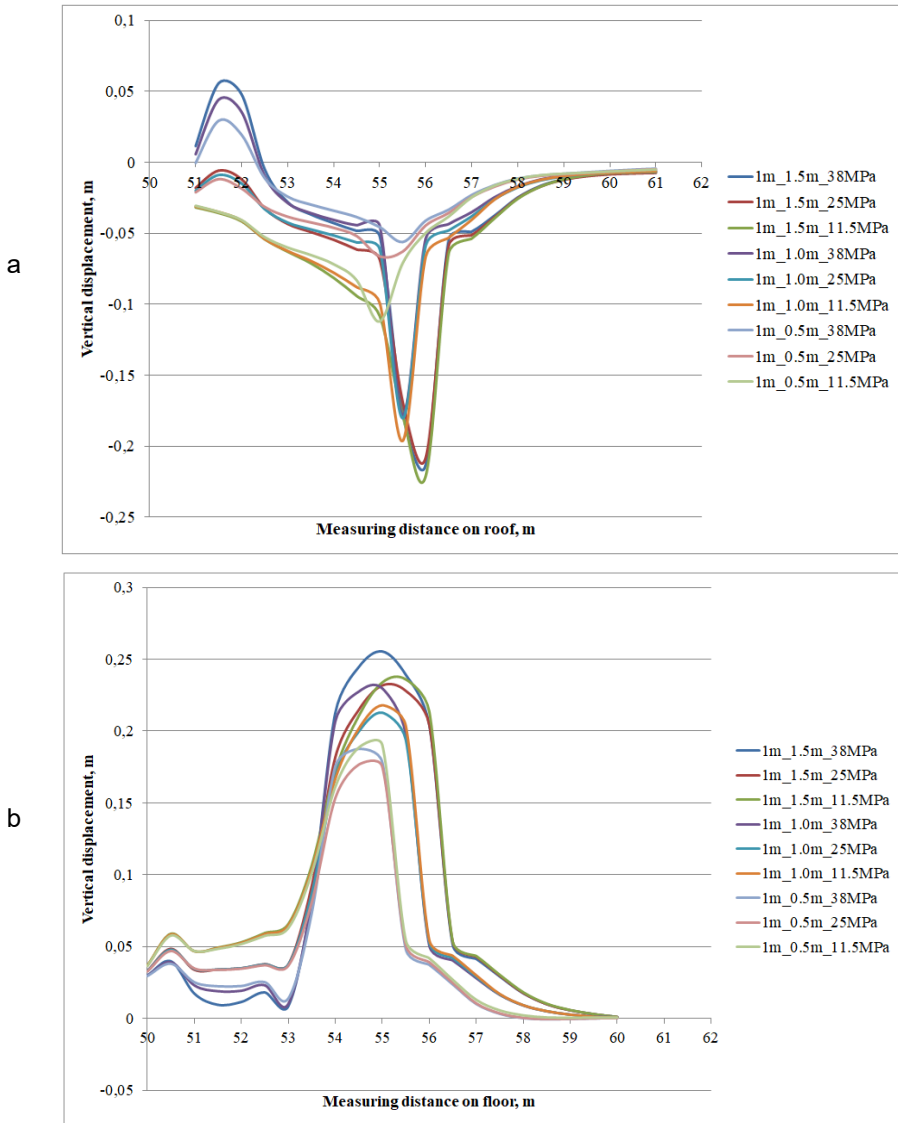 a
0,1
0,05
0
-0,05
-0,1
-0,15
-0,2
-0,25
50 51 52 53 54 55 56 57 58 59 60 61 62
Vertical displacement, m
Measuring distance on roof, m
1m_1.5m_38MPa
1m_1.5m_25MPa
1m_1.5m_11.5MPa
1m_1.0m_38MPa
1m_1.0m_25MPa
1m_1.0m_11.5MPa
1m_0.5m_38MPa
1m_0.5m_25MPa
1m_0.5m_11.5MPa
b
0,3
0,25
0,2
0,15
0,1
0,05
0
-0,05
50 51 52 53 54 55 56 57 58 59 60 61 62
Vertical displacement, m
Measuring distance on floor, m
1m_1.5m_38MPa
1m_1.5m_25MPa
1m_1.5m_11.5MPa
1m_1.0m_38MPa
1m_1.0m_25MPa
1m_1.0m_11.5MPa
1m_0.5m_38MPa
1m_0.5m_25MPa
1m_0.5m_11.5MPa